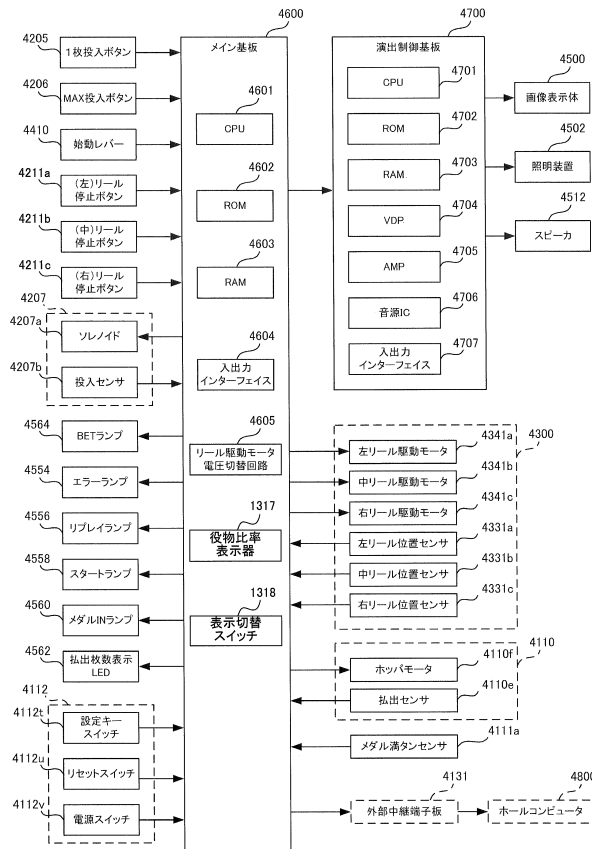 4205
1枚投入ボタン
4206
MAX投入ボタン
4410
始動レバー
4211a
(左)リール
停止ボタン
4211b
(中)リール
停止ボタン
4211c
(右)リール
停止ボタン
4207
4207a
ソレノイド
4207b
投入センサ
4564
BETランプ
4554
エラーランプ
4556
リプレイランプ
4558
スタートランプ
4560
メダルINランプ
4562
払出枚数表示
LED
4112
4112t
設定キー
スイッチ
4112u
リセットスイッチ
4112v
電源スイッチ
4600
メイン基板
4601
CPU
4602
ROM
4603
RAM
4604
入出力
インターフェイス
4605
リール駆動モータ
電圧切替回路
1317
役物比率
表示器
1318
表示切替
スイッチ
4700
演出制御基板
4701
CPU
4702
ROM
4703
RAM.
4704
VDP
4705
AMP
4706
音源IC
4707
入出力
インターフェイス
4500
画像表示体
4502
照明装置
4512
スピーカ
4300
4341a
左リール駆動モータ
4341b
中リール駆動モータ
4341c
右リール駆動モータ
4331a
左リール位置センサ
4331b
中リール位置センサ
4331c
右リール位置センサ
4110
4110f
ホッパモータ
4110e
払出センサ
4111a
メダル満タンセンサ
4131
外部中継端子板
4800
ホールコンピュータ